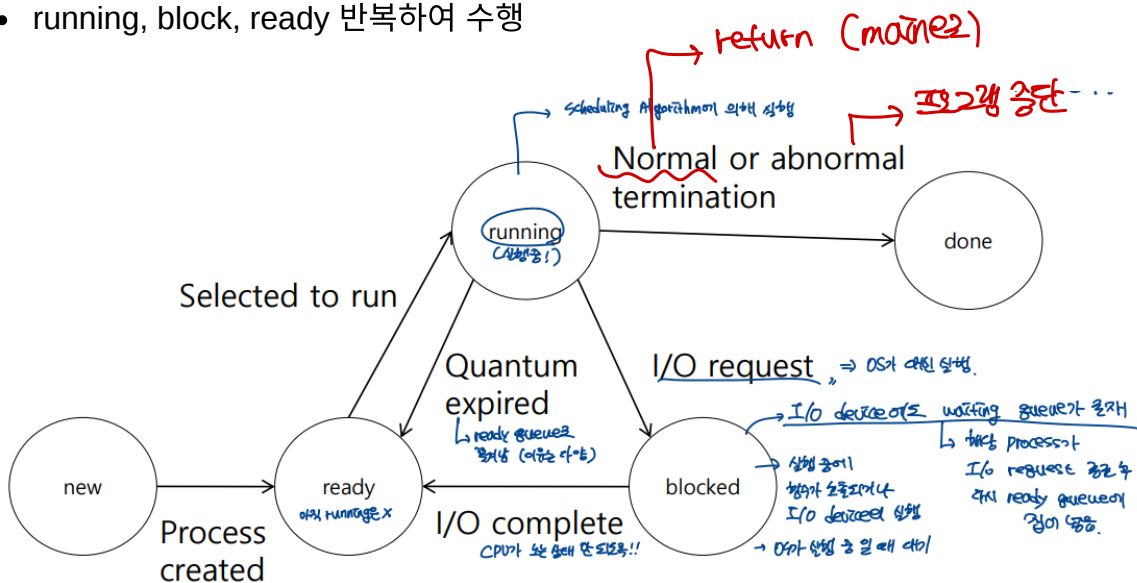 • running, block, ready 반복하여 수행
return (main으로)
프로그램 중단 ...
Scheduling Algorithm에 의해 실행
Normal or abnormal
termination
running
(실행중!)
done
Selected to run
Quantum
expired
ready queue로
쫓겨남 (이유는 다양)
I/O request ,, ⇒ OS가 대신 실행.
I/O device에도 waiting queue가 존재
해당 process가
I/O request 종료 후
다시 ready queue에
집어 넣음.
new
ready
아직 running은 X
blocked
실행 중에
함수가 호출되거나
I/O device의 실행
→ OS가 실행 중 일 때 대기
Process
created
I/O complete
CPU가 노는 상태 안 되도록!!